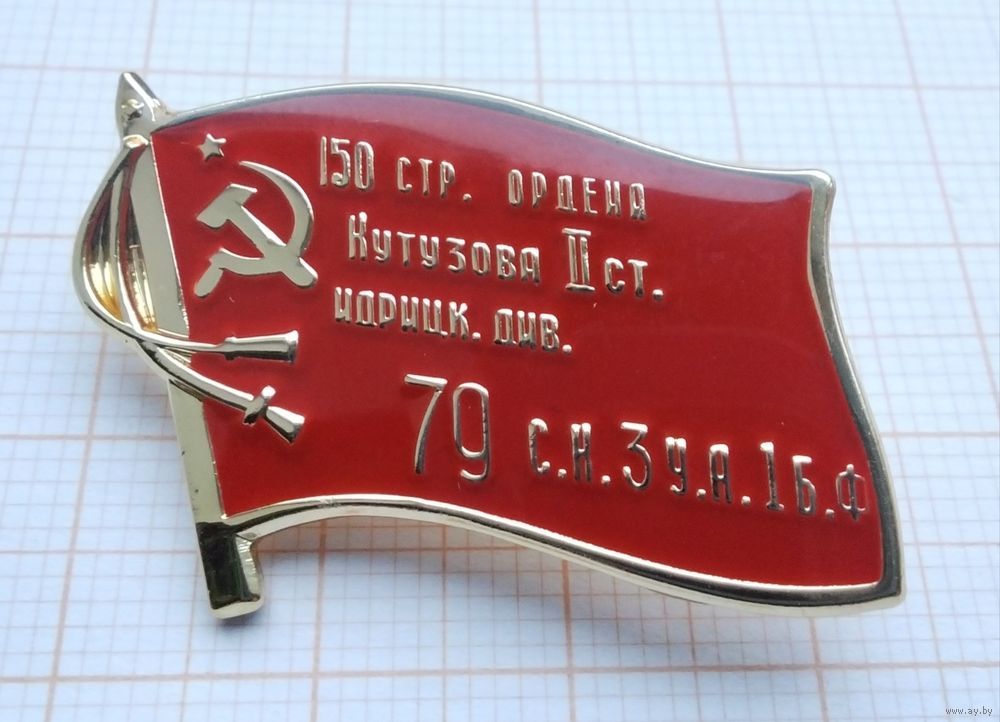 150 СТР. ОРДЕНА
КУТУЗОВА II СТ.
ИДРИЦК. ДИВ.
79 С.К. 3 У.А. 1 Б.Ф
www.ay.by